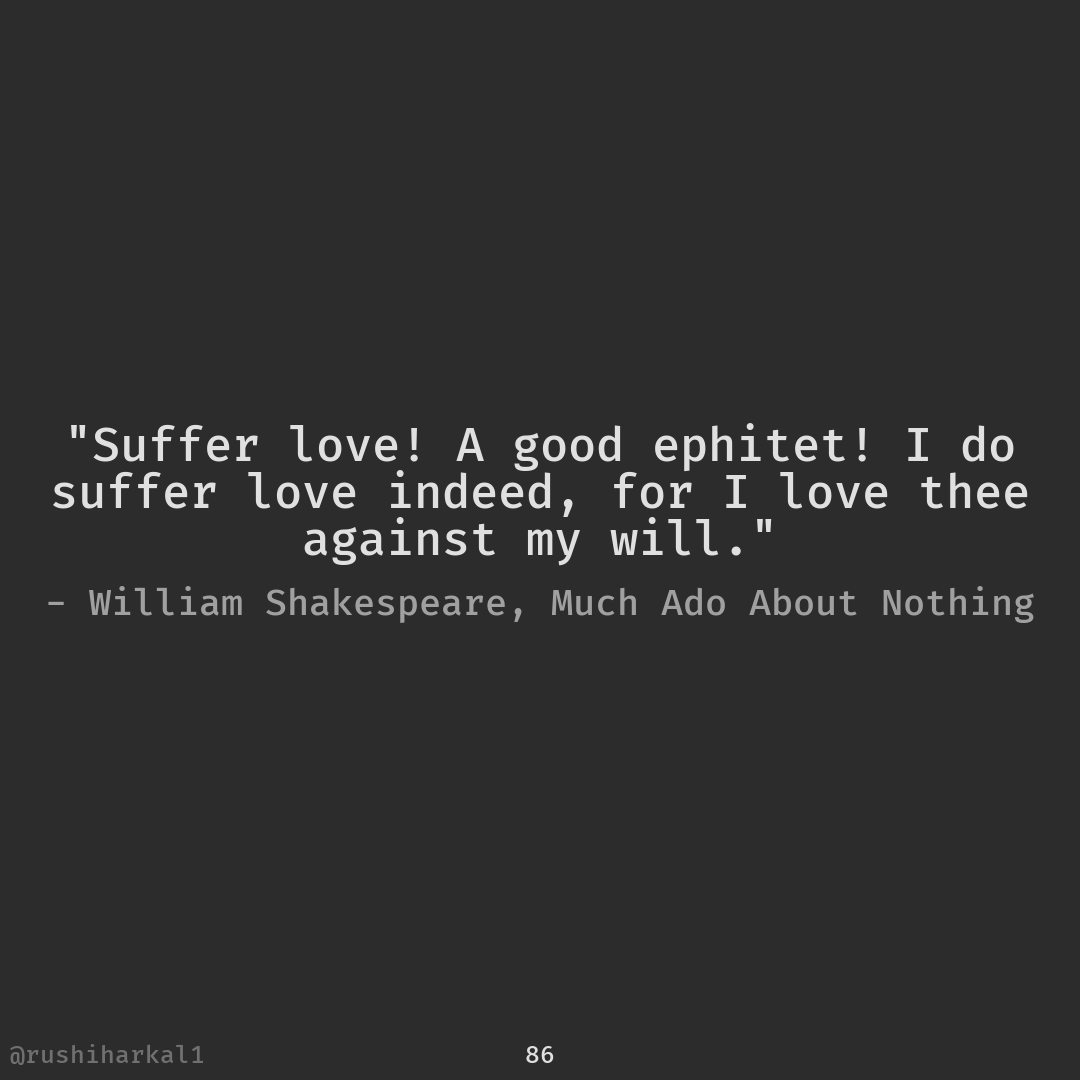 "Suffer love! A good ephitet! I do
suffer love indeed, for I love thee
against my will."
- William Shakespeare, Much Ado About Nothing
@rushiharkal1
86